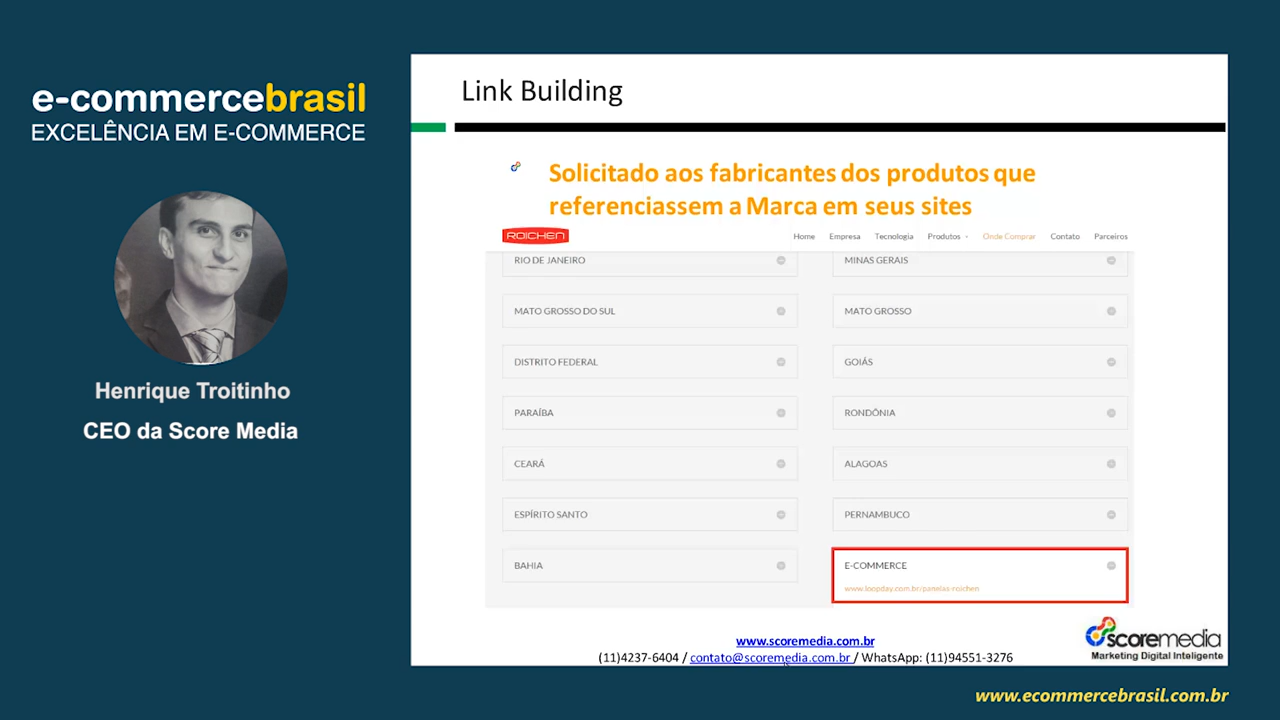 e-commercebrasil
EXCELÊNCIA EM E-COMMERCE
Henrique Troitinho
CEO da Score Media
Link Building
Solicitado aos fabricantes dos produtos que
referenciassem a Marca em seus sites
ROICHEN
Home Empresa Tecnologia Produtos Onde Comprar Contato Parceiros
RIO DE JANEIRO
MINAS GERAIS
MATO GROSSO DO SUL
MATO GROSSO
DISTRITO FEDERAL
GOIÁS
PARAÍBA
RONDÔNIA
CEARÁ
ALAGOAS
ESPÍRITO SANTO
PERNAMBUCO
BAHIA
E-COMMERCE
www.loopday.com.br/panelas-roichen
www.scoremedia.com.br
(11)4237-6404 / contato@scoremedia.com.br / WhatsApp: (11)94551-3276
scoremedia
Marketing Digital Inteligente
www.ecommercebrasil.com.br